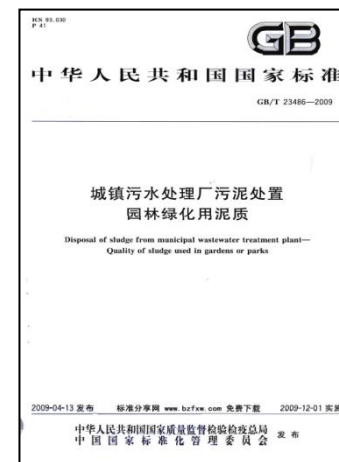 ICS 93.030
P 41
GB
中华人民共和国国家标准
GB/T 23486—2009
城镇污水处理厂污泥处置
园林绿化用泥质
Disposal of sludge from municipal wastewater treatment plant—
Quality of sludge used in gardens or parks
2009-04-13 发布 标准分享网 www.bzfxw.com 免费下载 2009-12-01 实施
中华人民共和国国家质量监督检验检疫总局
中国国家标准化管理委员会 发布